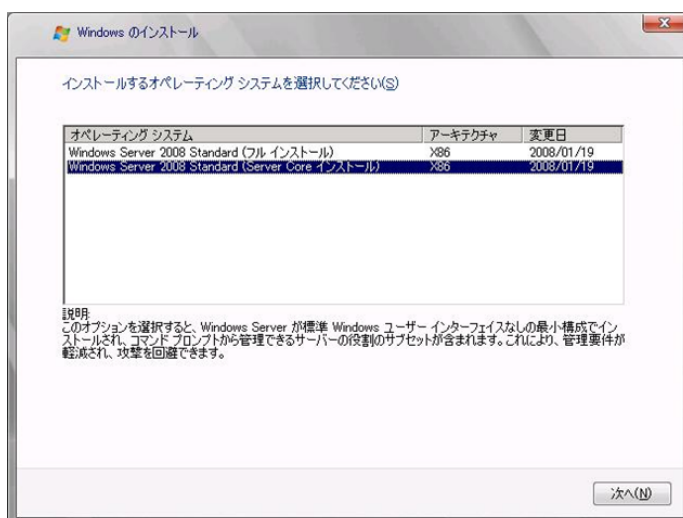 Windows のインストール
インストールするオペレーティング システムを選択してください(S)
オペレーティング システム アーキテクチャ 変更日
Windows Server 2008 Standard (フル インストール) X86 2008/01/19
Windows Server 2008 Standard (Server Core インストール) X86 2008/01/19
説明:
このオプションを選択すると、Windows Server が標準 Windows ユーザー インターフェイスなしの最小構成でイン
ストールされ、コマンド プロンプトから管理できるサーバーの役割のサブセットが含まれます。これにより、管理要件が
軽減され、攻撃を回避できます。
次へ(N)